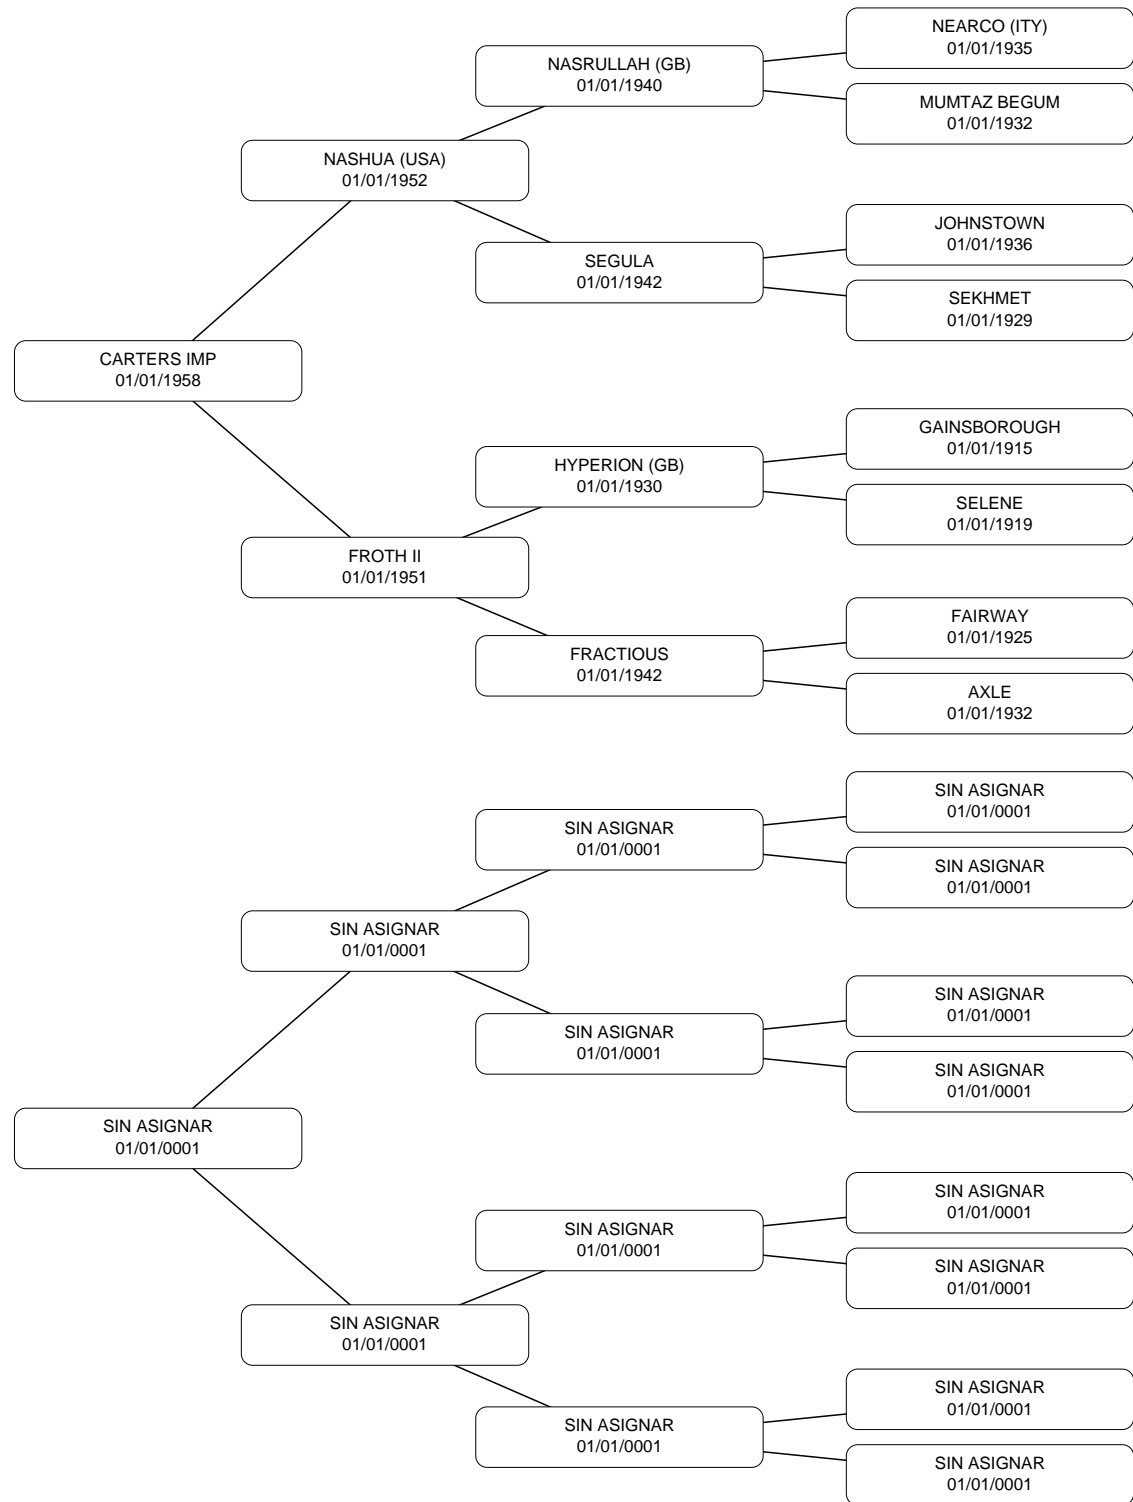 NEARCO (ITY)
01/01/1935
NASRULLAH (GB)
01/01/1940
MUMTAZ BEGUM
01/01/1932
NASHUA (USA)
01/01/1952
JOHNSTOWN
01/01/1936
SEGULA
01/01/1942
SEKHMET
01/01/1929
CARTERS IMP
01/01/1958
GAINSBOROUGH
01/01/1915
HYPERION (GB)
01/01/1930
SELENE
01/01/1919
FROTH II
01/01/1951
FAIRWAY
01/01/1925
FRACTIOUS
01/01/1942
AXLE
01/01/1932
SIN ASIGNAR
01/01/0001
SIN ASIGNAR
01/01/0001
SIN ASIGNAR
01/01/0001
SIN ASIGNAR
01/01/0001
SIN ASIGNAR
01/01/0001
SIN ASIGNAR
01/01/0001
SIN ASIGNAR
01/01/0001
SIN ASIGNAR
01/01/0001
SIN ASIGNAR
01/01/0001
SIN ASIGNAR
01/01/0001
SIN ASIGNAR
01/01/0001
SIN ASIGNAR
01/01/0001
SIN ASIGNAR
01/01/0001
SIN ASIGNAR
01/01/0001
SIN ASIGNAR
01/01/0001